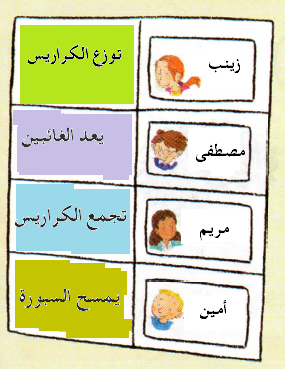 زينب
توزع الكراريس
مصطفى
يعد الغائبين
مريم
تجمع الكراريس
أمين
يمسح السبورة